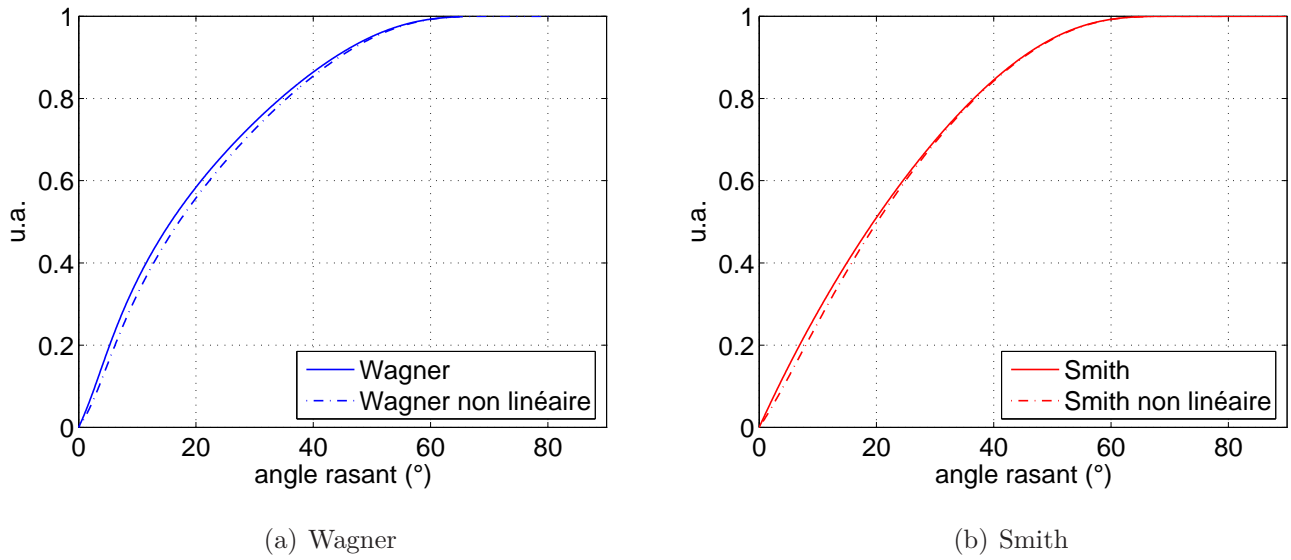 1
0.8
0.6
0.4
0.2
0
u.a.
0 20 40 60 80
angle rasant (°)
Wagner
Wagner non linéaire
(a) Wagner
1
0.8
0.6
0.4
0.2
0
u.a.
0 20 40 60 80
angle rasant (°)
Smith
Smith non linéaire
(b) Smith